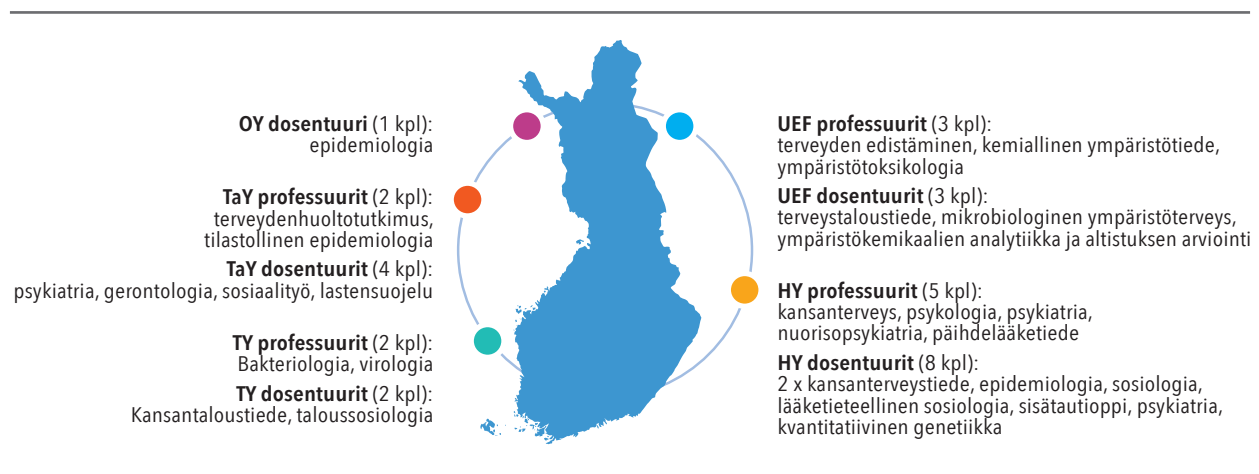 OY dosentuuri (1 kpl):
epidemiologia
TaY professuurit (2 kpl):
terveydenhuoltotutkimus,
tilastollinen epidemiologia
TaY dosentuurit (4 kpl):
psykiatria, gerontologia, sosiaalityö, lastensuojelu
TY professuurit (2 kpl):
Bakteriologia, virologia
TY dosentuurit (2 kpl):
Kansantaloustiede, taloussosiologia
UEF professuurit (3 kpl):
terveyden edistäminen, kemiallinen ympäristötiede,
ympäristötoksikologia
UEF dosentuurit (3 kpl):
terveystaloustiede, mikrobiologinen ympäristöterveys,
ympäristökemikaalien analytiikka ja altistuksen arviointi
HY professuurit (5 kpl):
kansanterveys, psykologia, psykiatria,
nuorisopsykiatria, päihdelääketiede
HY dosentuurit (8 kpl):
2 x kansanterveystiede, epidemiologia, sosiologia,
lääketieteellinen sosiologia, sisätautioppi, psykiatria,
kvantitatiivinen genetiikka